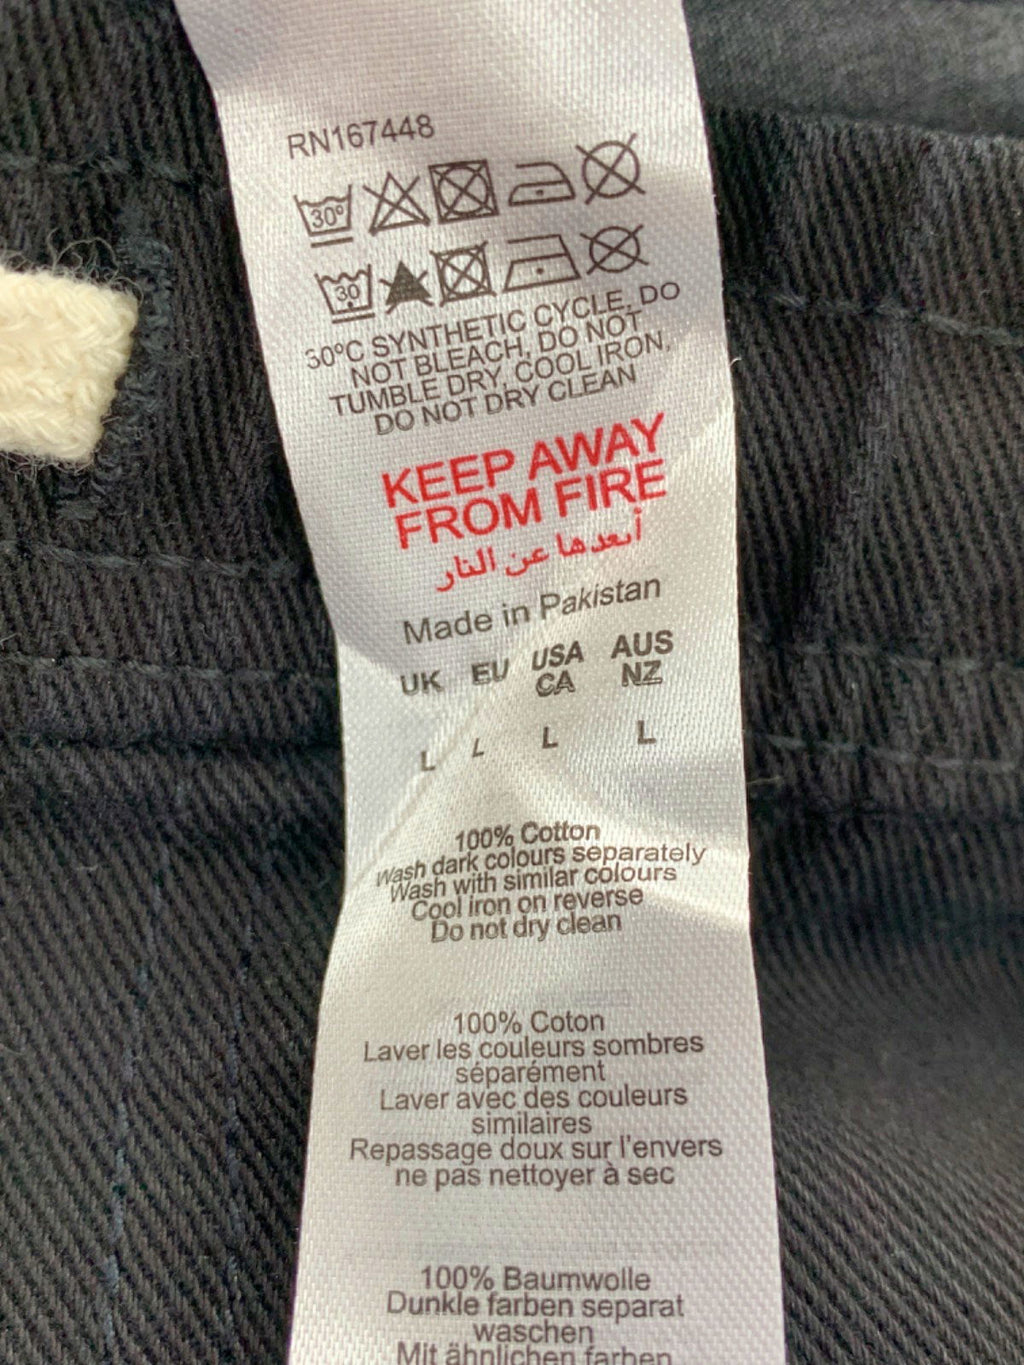 RN167448
30°
30°
30°C SYNTHETIC CYCLE, DO
NOT BLEACH, DO NOT
TUMBLE DRY, COOL IRON,
DO NOT DRY CLEAN
KEEP AWAY
FROM FIRE
أبعدها عن النار
Made in Pakistan
UK EU USA CA AUS NZ
L L L L
100% Cotton
Wash dark colours separately
Wash with similar colours
Cool iron on reverse
Do not dry clean
100% Coton
Laver les couleurs sombres
séparément
Laver avec des couleurs
similaires
Repassage doux sur l'envers
ne pas nettoyer à sec
100% Baumwolle
Dunkle farben separat
waschen
Mit ähnlichen farben